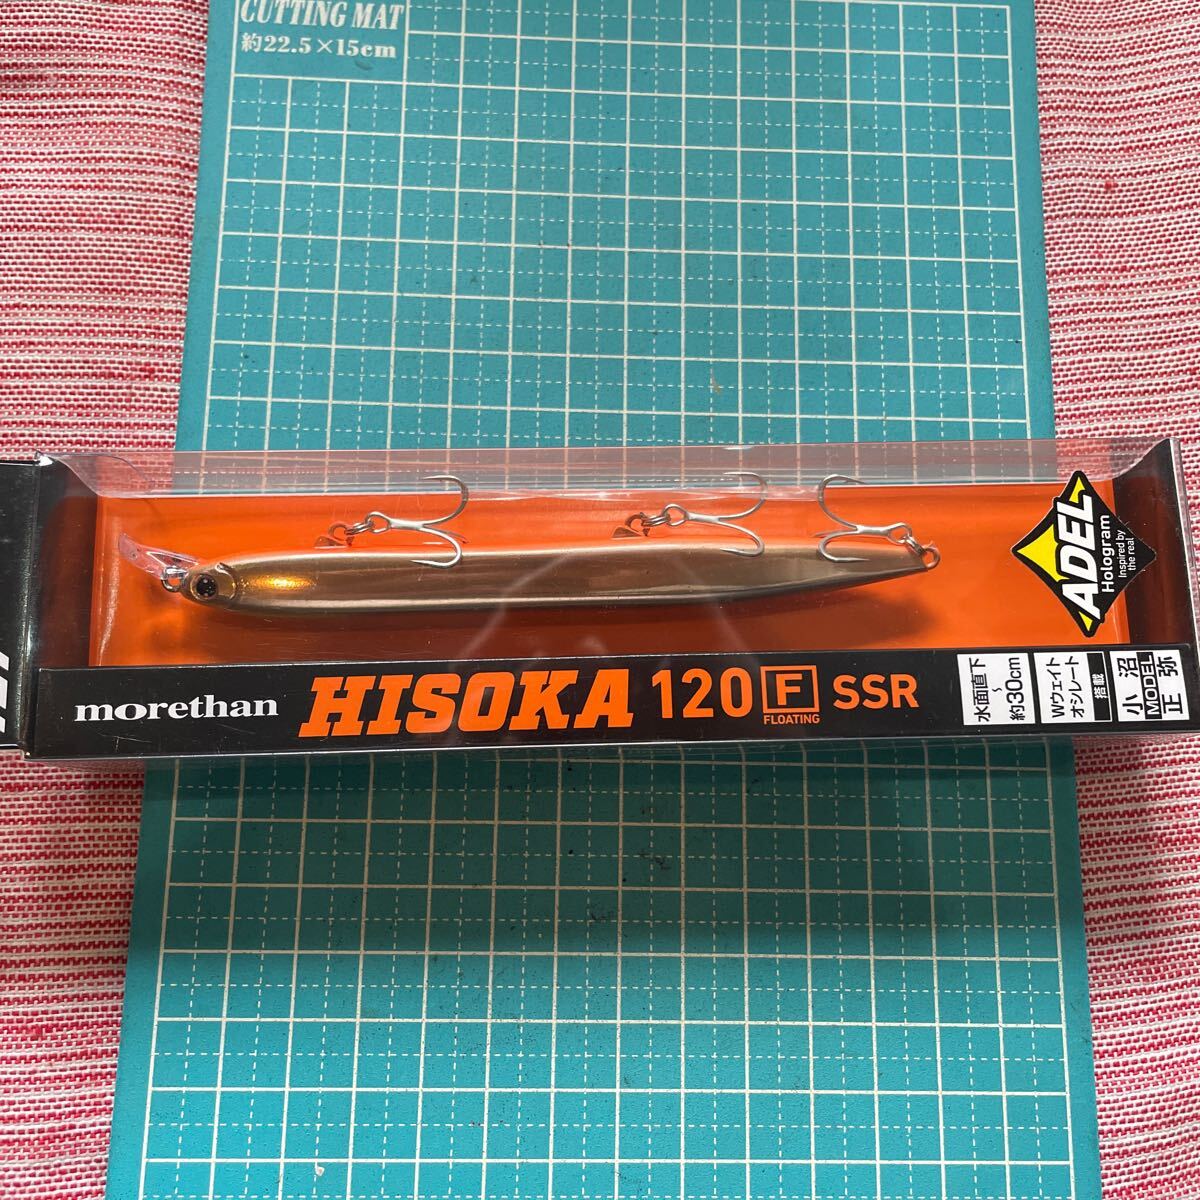 CUTTING MAT
約22.5×15cm
ADEL
Hologram
Inspired by
the real
morethan HISOKA 120 F SSR
FLOATING
水面直下
~
約30cm
Wウェイト
オシレート
搭載
小沼
MODEL
正弥